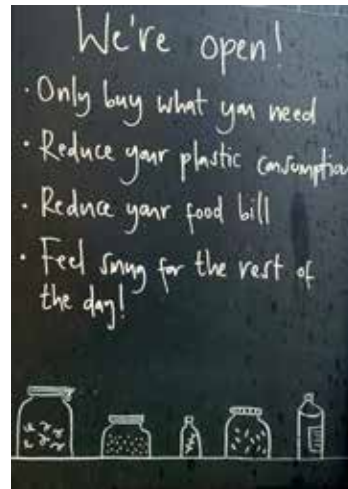 We're open!
· Only buy what you need
· Reduce your plastic consumption
· Reduce your food bill
· Feel smug for the rest of
the day!